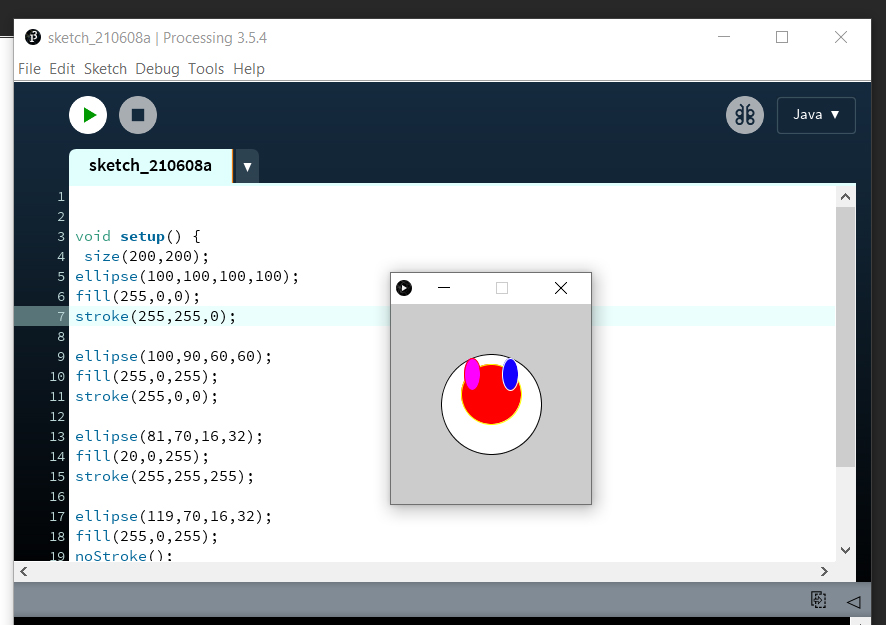 sketch_210608a | Processing 3.5.4
File Edit Sketch Debug Tools Help
Java ▼
sketch_210608a ▼
1
2
3 void setup() {
4  size(200,200);
5 ellipse(100,100,100,100);
6 fill(255,0,0);
7 stroke(255,255,0);
8
9 ellipse(100,90,60,60);
10 fill(255,0,255);
11 stroke(255,0,0);
12
13 ellipse(81,70,16,32);
14 fill(20,0,255);
15 stroke(255,255,255);
16
17 ellipse(119,70,16,32);
18 fill(255,0,255);
19 noStroke();